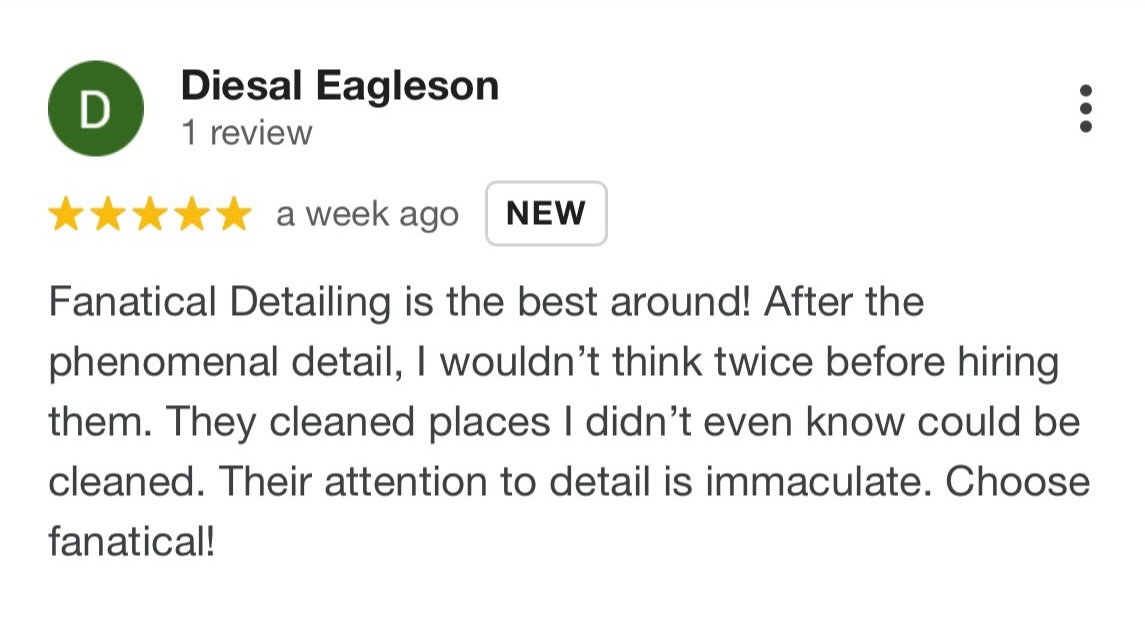 D
Diesal Eagleson
1 review
a week ago NEW
Fanatical Detailing is the best around! After the
phenomenal detail, I wouldn’t think twice before hiring
them. They cleaned places I didn’t even know could be
cleaned. Their attention to detail is immaculate. Choose
fanatical!